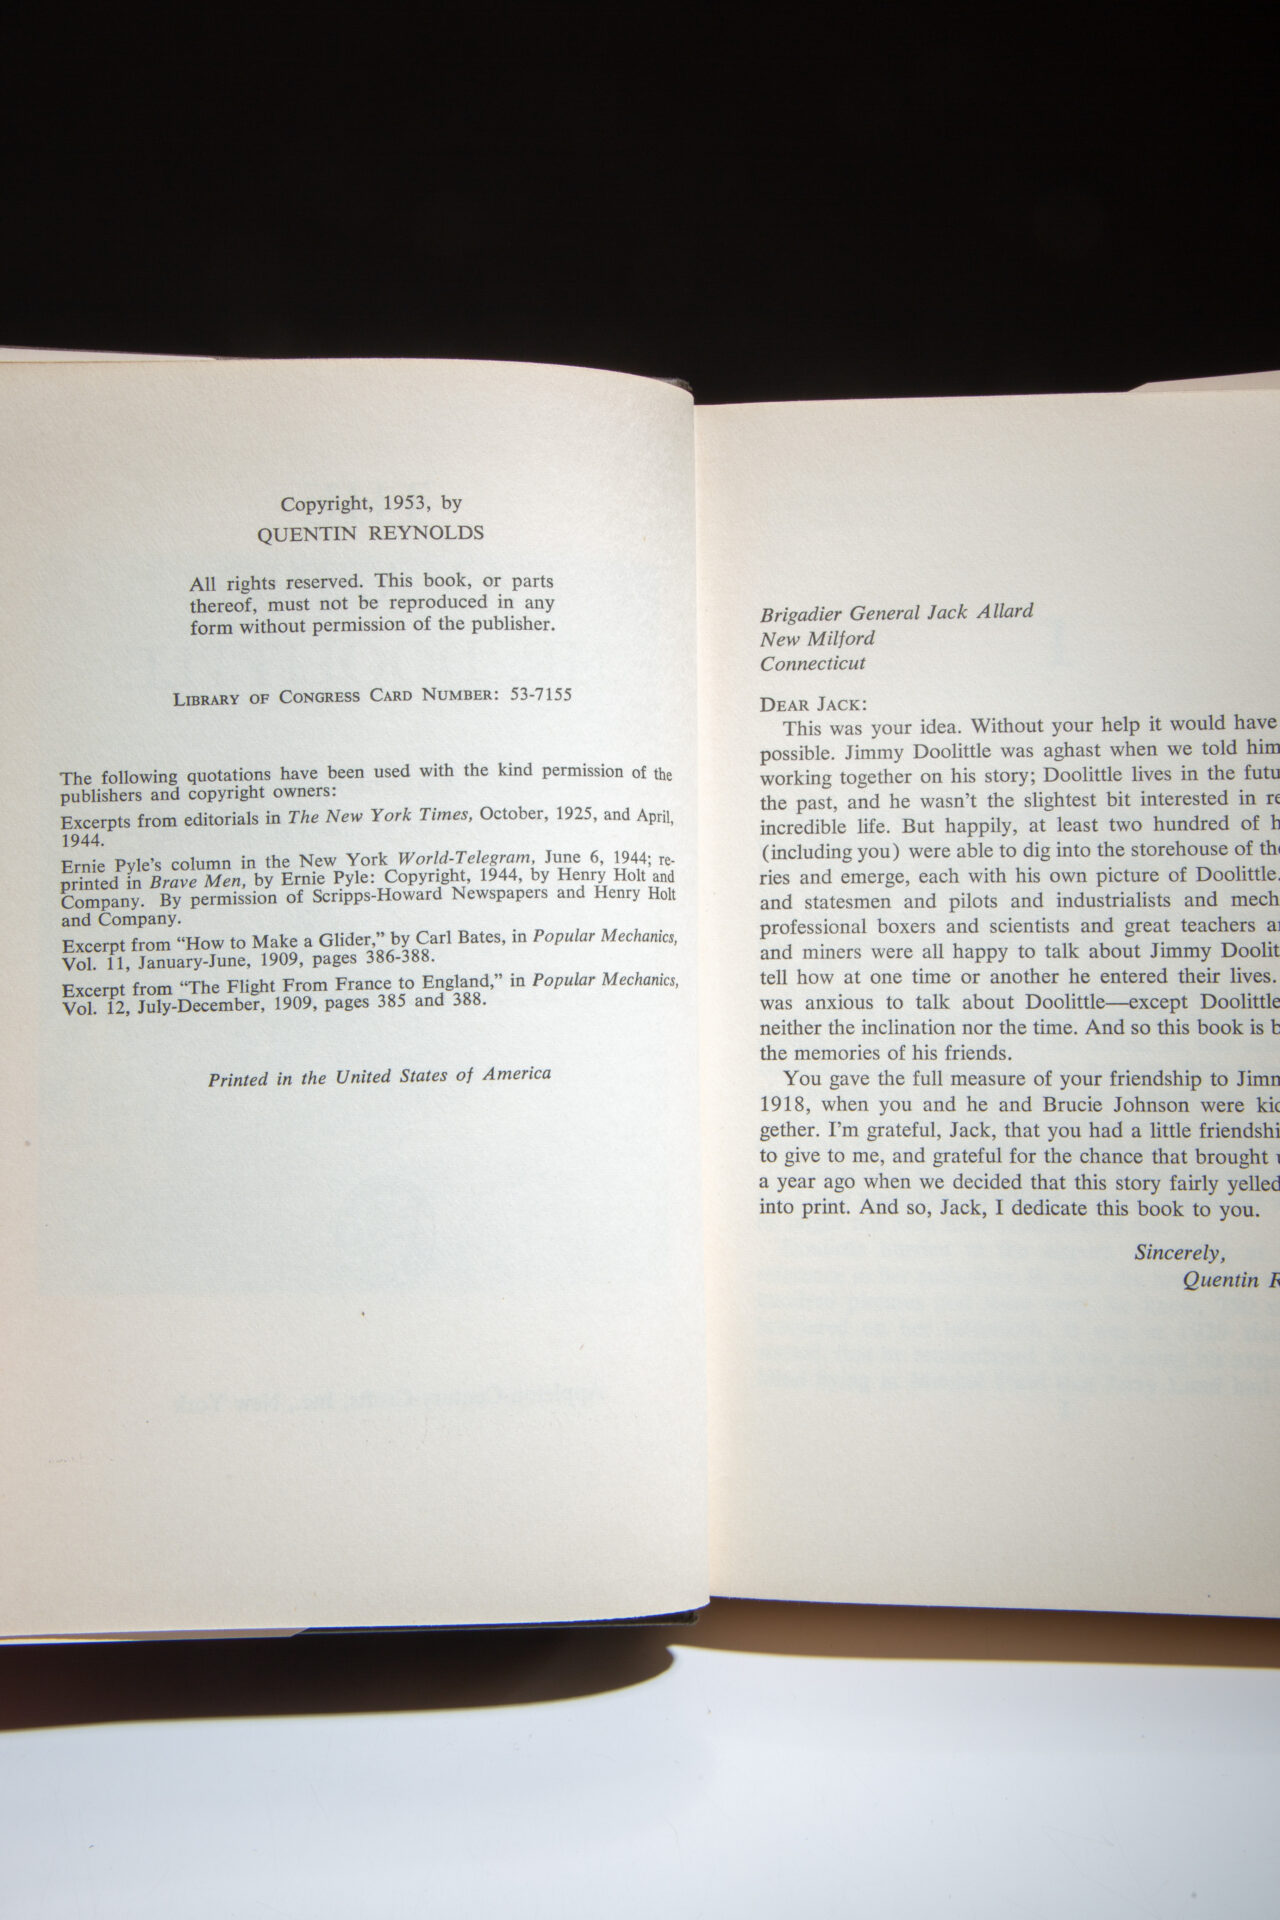 Copyright, 1953, by
QUENTIN REYNOLDS
All rights reserved. This book, or parts
thereof, must not be reproduced in any
form without permission of the publisher.
LIBRARY OF CONGRESS CARD NUMBER: 53-7155
The following quotations have been used with the kind permission of the
publishers and copyright owners:
Excerpts from editorials in The New York Times, October, 1925, and April,
1944.
Ernie Pyle's column in the New York World-Telegram, June 6, 1944; re-
printed in Brave Men, by Ernie Pyle: Copyright, 1944, by Henry Holt and
Company. By permission of Scripps-Howard Newspapers and Henry Holt
and Company.
Excerpt from “How to Make a Glider,” by Carl Bates, in Popular Mechanics,
Vol. 11, January-June, 1909, pages 386-388.
Excerpt from “The Flight From France to England,” in Popular Mechanics,
Vol. 12, July-December, 1909, pages 385 and 388.
Printed in the United States of America
Brigadier General Jack Allard
New Milford
Connecticut
DEAR JACK:
This was your idea. Without your help it would have
possible. Jimmy Doolittle was aghast when we told him
working together on his story; Doolittle lives in the futu
the past, and he wasn't the slightest bit interested in re
incredible life. But happily, at least two hundred of h
(including you) were able to dig into the storehouse of the
ries and emerge, each with his own picture of Doolittle.
and statesmen and pilots and industrialists and mech
professional boxers and scientists and great teachers a
and miners were all happy to talk about Jimmy Doolit
tell how at one time or another he entered their lives.
was anxious to talk about Doolittle—except Doolittle
neither the inclination nor the time. And so this book is b
the memories of his friends.
You gave the full measure of your friendship to Jimm
1918, when you and he and Brucie Johnson were kid
gether. I'm grateful, Jack, that you had a little friendshi
to give to me, and grateful for the chance that brought
a year ago when we decided that this story fairly yelled
into print. And so, Jack, I dedicate this book to you.
Sincerely,
Quentin R